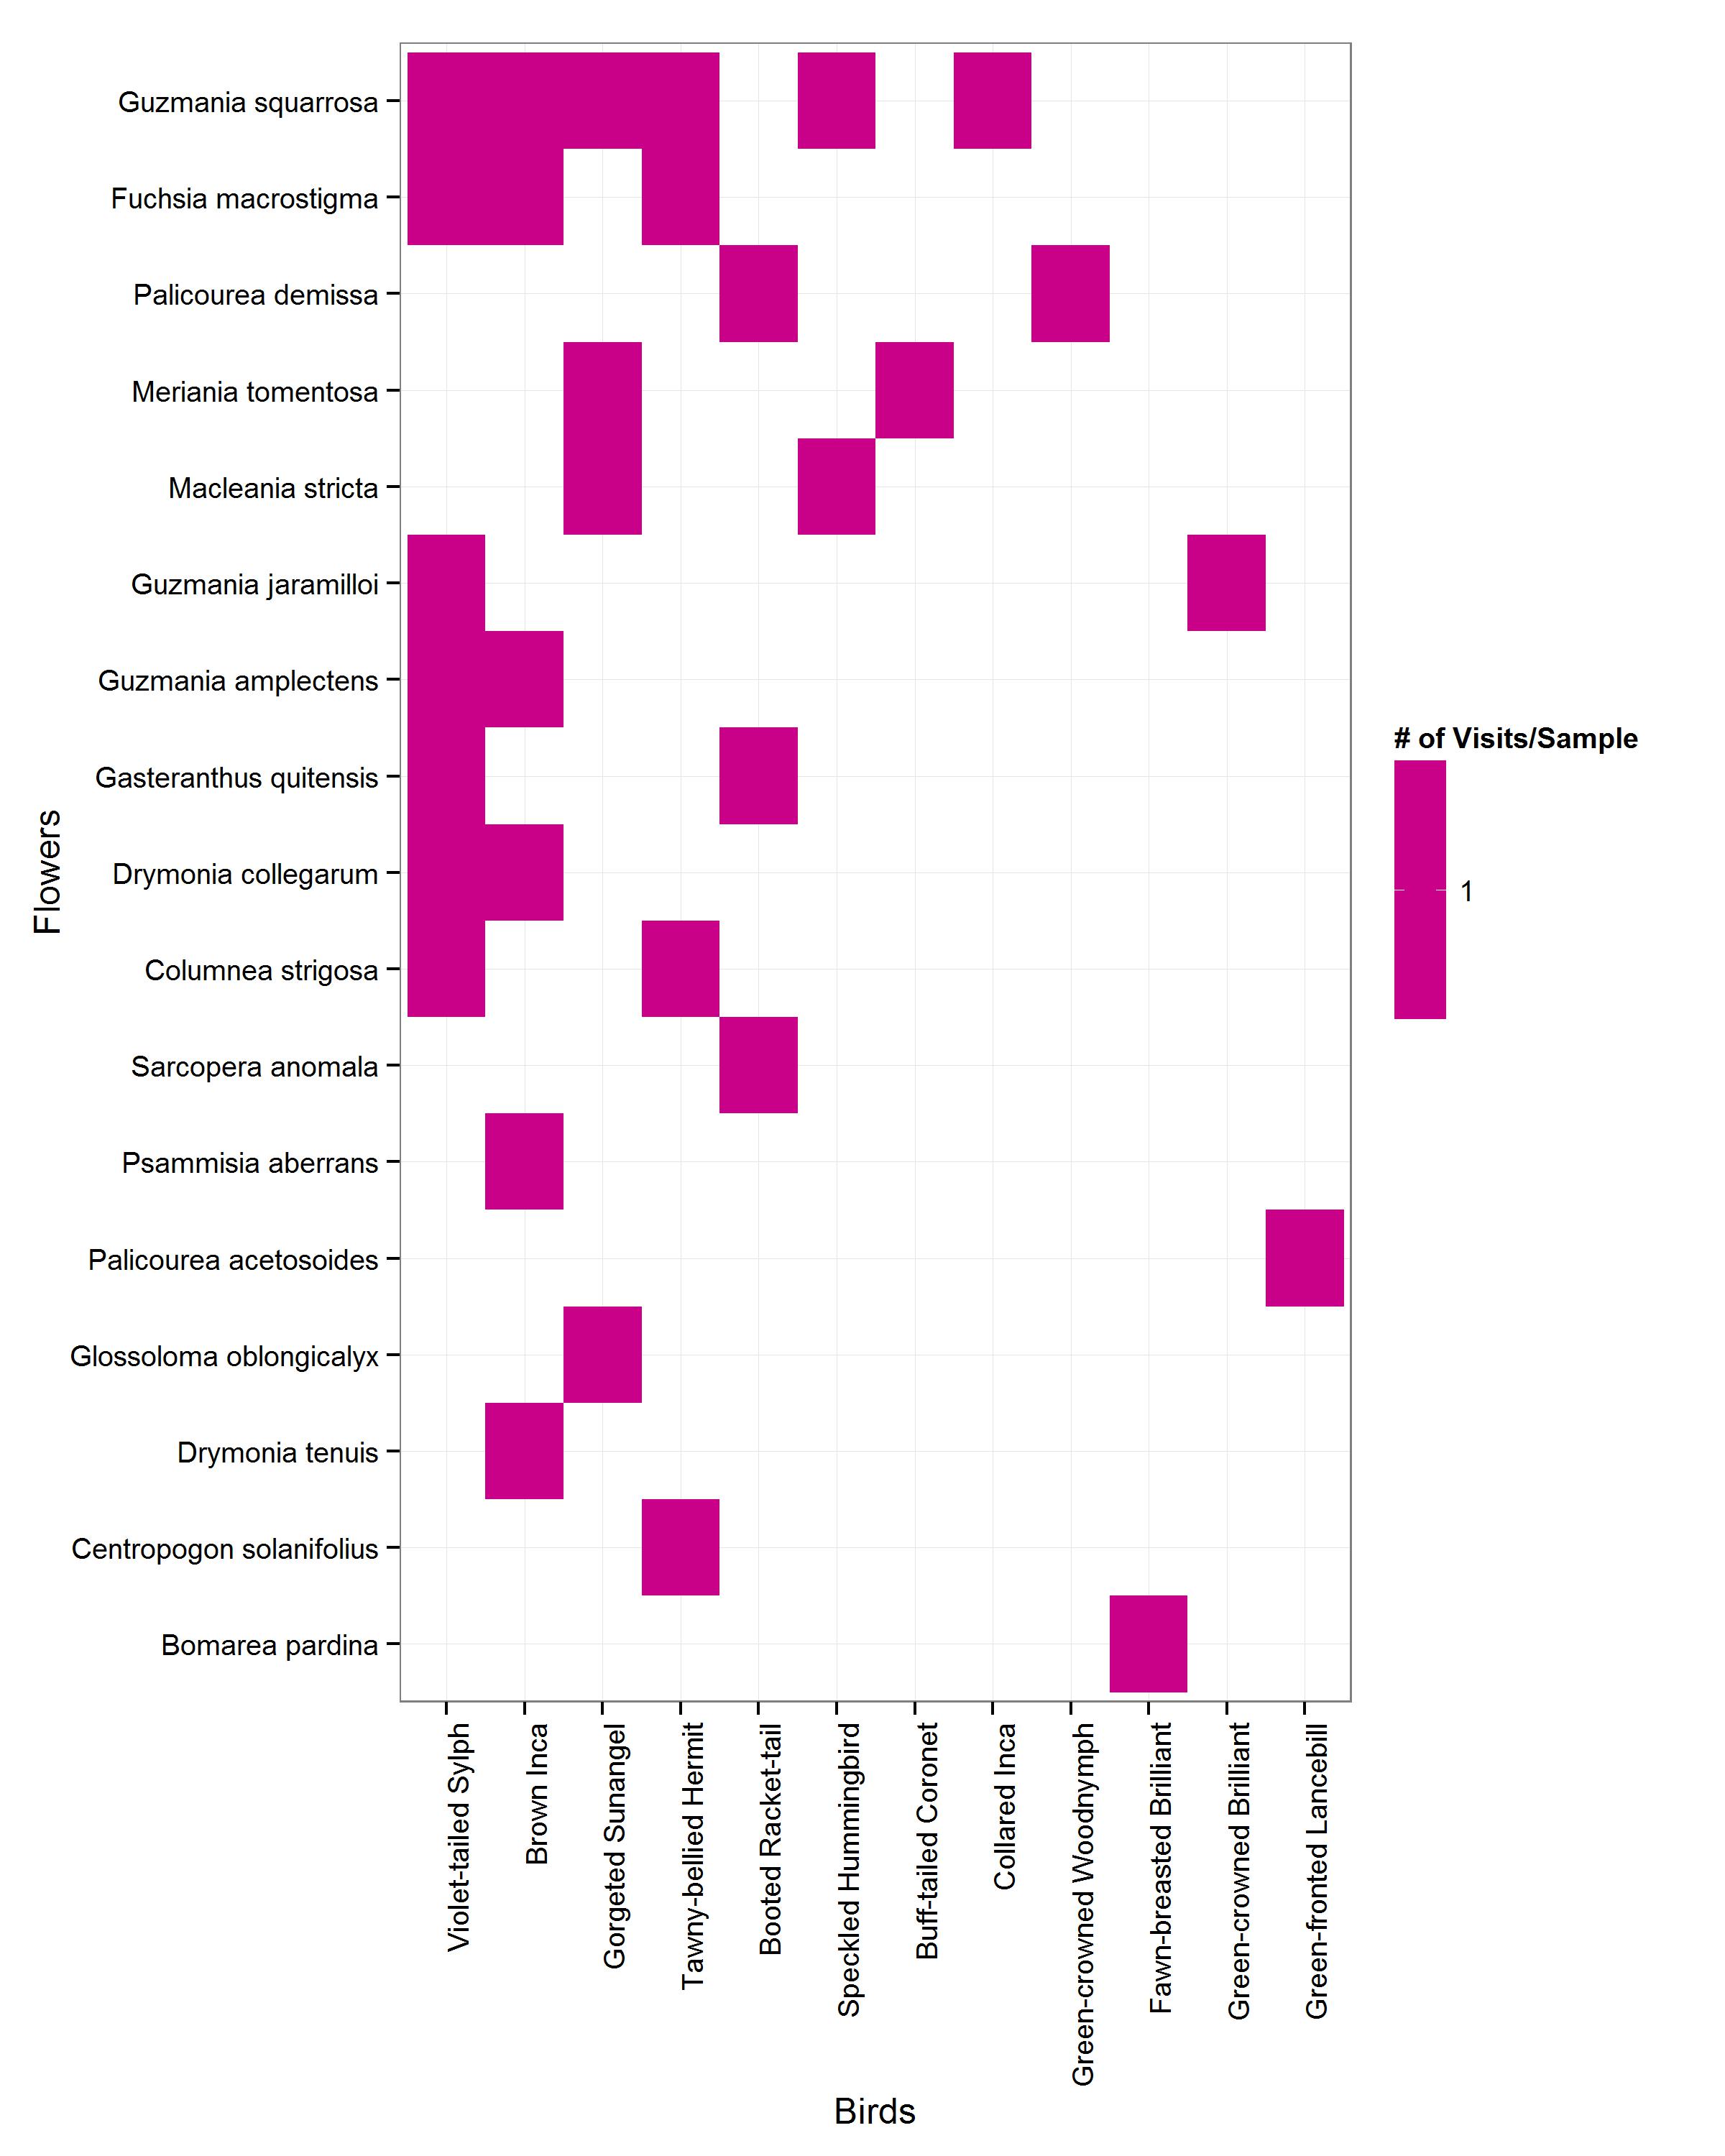 Guzmania squarrosa
Fuchsia macrostigma
Palicourea demissa
Meriania tomentosa
Macleania stricta
Guzmania jaramilloi
Guzmania amplectens
Gasteranthus quitensis
Drymonia collegarum
Columnea strigosa
Sarcopera anomala
Psammisia aberrans
Palicourea acetosoides
Glossoloma oblongicalyx
Drymonia tenuis
Centropogon solanifolius
Bomarea pardina
Flowers
Violet-tailed Sylph
Brown Inca
Gorgeted Sunangel
Tawny-bellied Hermit
Booted Racket-tail
Speckled Hummingbird
Buff-tailed Coronet
Collared Inca
Green-crowned Woodnymph
Fawn-breasted Brilliant
Green-crowned Brilliant
Green-fronted Lancebill
Birds
# of Visits/Sample
1